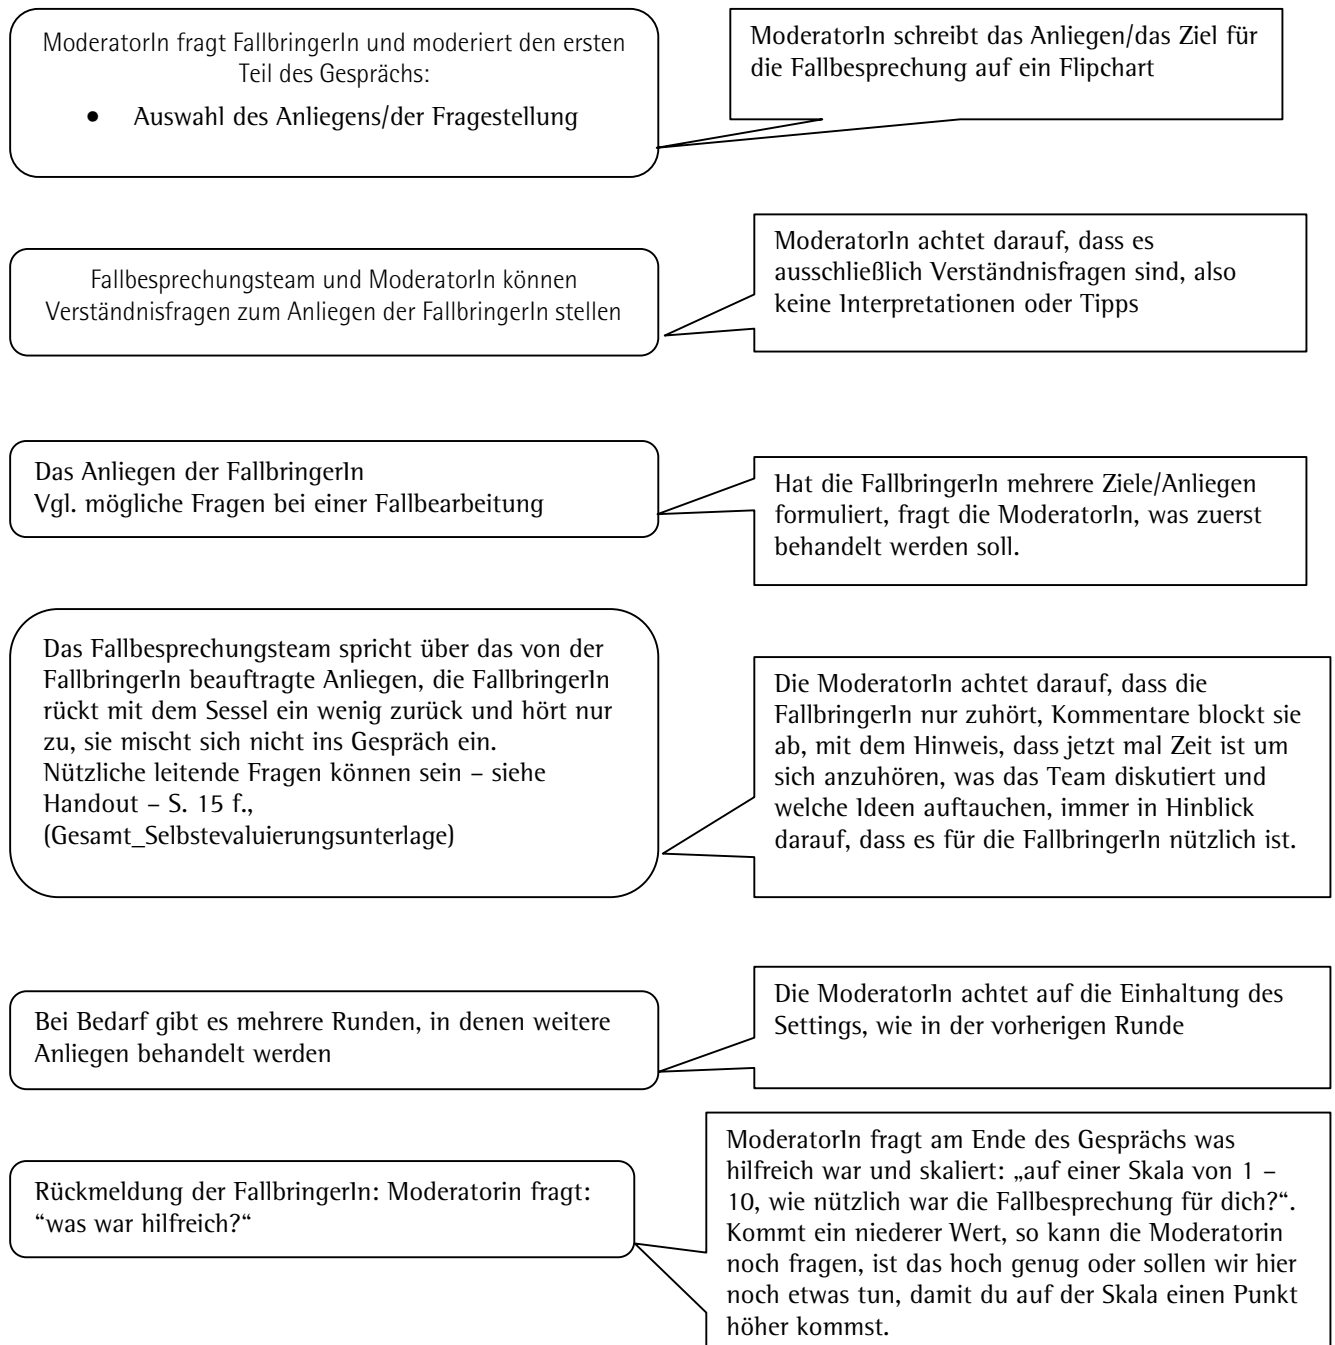 ModeratorIn fragt FallbringerIn und moderiert den ersten
Teil des Gesprächs:
• Auswahl des Anliegens/der Fragestellung
ModeratorIn schreibt das Anliegen/das Ziel für
die Fallbesprechung auf ein Flipchart
Fallbesprechungsteam und ModeratorIn können
Verständnisfragen zum Anliegen der FallbringerIn stellen
ModeratorIn achtet darauf, dass es
ausschließlich Verständnisfragen sind, also
keine Interpretationen oder Tipps
Das Anliegen der FallbringerIn
Vgl. mögliche Fragen bei einer Fallbearbeitung
Hat die FallbringerIn mehrere Ziele/Anliegen
formuliert, fragt die ModeratorIn, was zuerst
behandelt werden soll.
Das Fallbesprechungsteam spricht über das von der
FallbringerIn beauftragte Anliegen, die FallbringerIn
rückt mit dem Sessel ein wenig zurück und hört nur
zu, sie mischt sich nicht ins Gespräch ein.
Nützliche leitende Fragen können sein – siehe
Handout – S. 15 f.,
(Gesamt_Selbstevaluierungsunterlage)
Die ModeratorIn achtet darauf, dass die
FallbringerIn nur zuhört, Kommentare blockt sie
ab, mit dem Hinweis, dass jetzt mal Zeit ist um
sich anzuhören, was das Team diskutiert und
welche Ideen auftauchen, immer in Hinblick
darauf, dass es für die FallbringerIn nützlich ist.
Bei Bedarf gibt es mehrere Runden, in denen weitere
Anliegen behandelt werden
Die ModeratorIn achtet auf die Einhaltung des
Settings, wie in der vorherigen Runde
Rückmeldung der FallbringerIn: Moderatorin fragt:
“was war hilfreich?“
ModeratorIn fragt am Ende des Gesprächs was
hilfreich war und skaliert: „auf einer Skala von 1 –
10, wie nützlich war die Fallbesprechung für dich?“.
Kommt ein niederer Wert, so kann die Moderatorin
noch fragen, ist das hoch genug oder sollen wir hier
noch etwas tun, damit du auf der Skala einen Punkt
höher kommst.